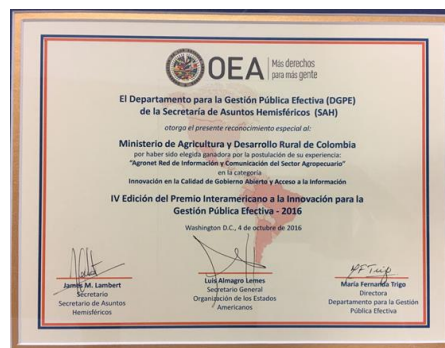 OEA
Más derechos
para más gente
El Departamento para la Gestión Pública Efectiva (DGPE)
de la Secretaría de Asuntos Hemisféricos (SAH)
otorga el presente reconocimiento especial al:
Ministerio de Agricultura y Desarrollo Rural de Colombia
por haber sido elegida ganadora por la postulación de su experiencia:
"Agronet Red de Información y Comunicación del Sector Agropecuario"
en la categoría
Innovación en la Calidad de Gobierno Abierto y Acceso a la Información
IV Edición del Premio Interamericano a la Innovación para la
Gestión Pública Efectiva - 2016
Washington D.C., 4 de octubre de 2016
James M. Lambert
Secretario
Secretario de Asuntos
Hemisféricos
Luis Almagro Lemes
Secretario General
Organización de los Estados
Americanos
María Fernanda Trigo
Directora
Departamento para la Gestión
Pública Efectiva